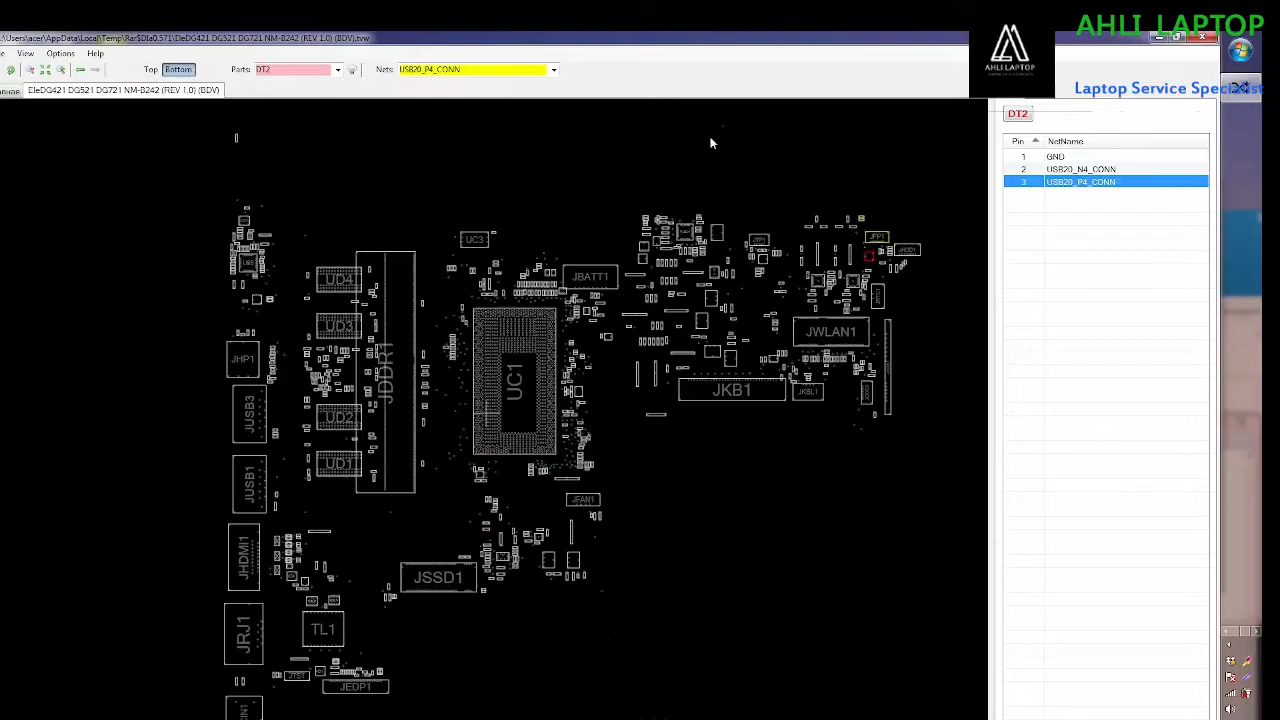 AHLI LAPTOP
AHLI LAPTOP
Laptop Service Specialist
\acer\AppData\Local\Temp\Rar$DIa0.571\EleDG421 DG521 DG721 NM-B242 (REV 1.0) (BDV).tvw
View Options Help
Top Bottom Parts: DT2 Nets: USB20_P4_CONN
EleDG421 DG521 DG721 NM-B242 (REV 1.0) (BDV)
DT2
Pin NetName
1 GND
2 USB20_N4_CONN
3 USB20_P4_CONN
UC3
JBATT1
JFP1
JHDD1
UD4
UD3
JDDR1
UC1
JWLAN1
JHP1
JKB1
JKBL1
JUSB3
UD2
UD1
JUSB1
JFAN1
JHDMI1
JSSD1
JRJ1
TL1
JEDP1